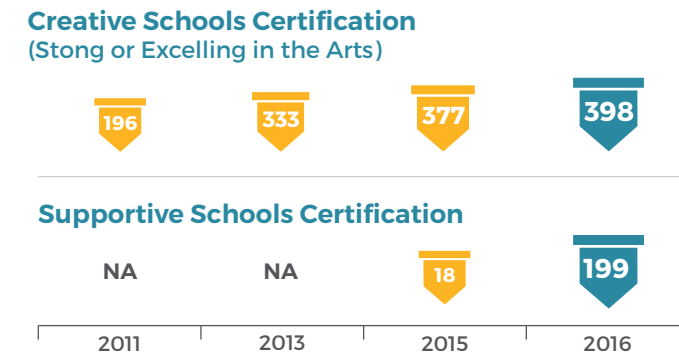 Creative Schools Certification
(Stong or Excelling in the Arts)
196 333 377 398
Supportive Schools Certification
NA NA 18 199
2011 2013 2015 2016